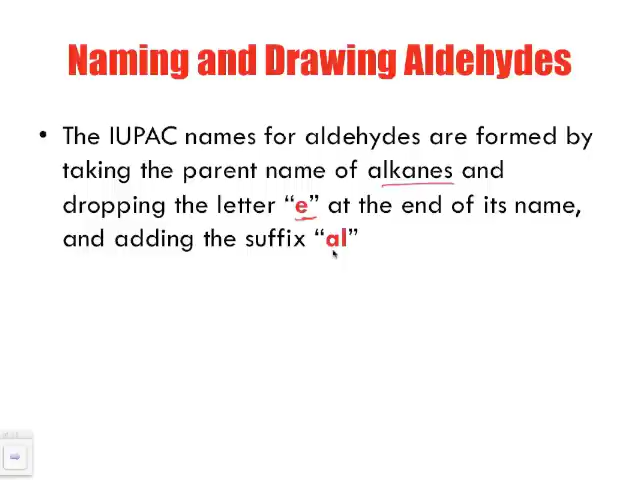 Naming and Drawing Aldehydes
• The IUPAC names for aldehydes are formed by
taking the parent name of alkanes and
dropping the letter “e” at the end of its name,
and adding the suffix “al”